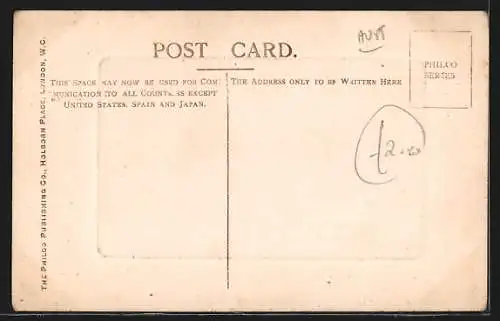 POST CARD.
PHILCO
SERIES
THIS SPACE MAY NOW BE USED FOR COM-
MUNICATION TO ALL COUNTRIES EXCEPT
UNITED STATES, SPAIN AND JAPAN.
THE ADDRESS ONLY TO BE WRITTEN HERE
THE PHILCO PUBLISHING CO., HOLBORN PLACE, LONDON, W.C.